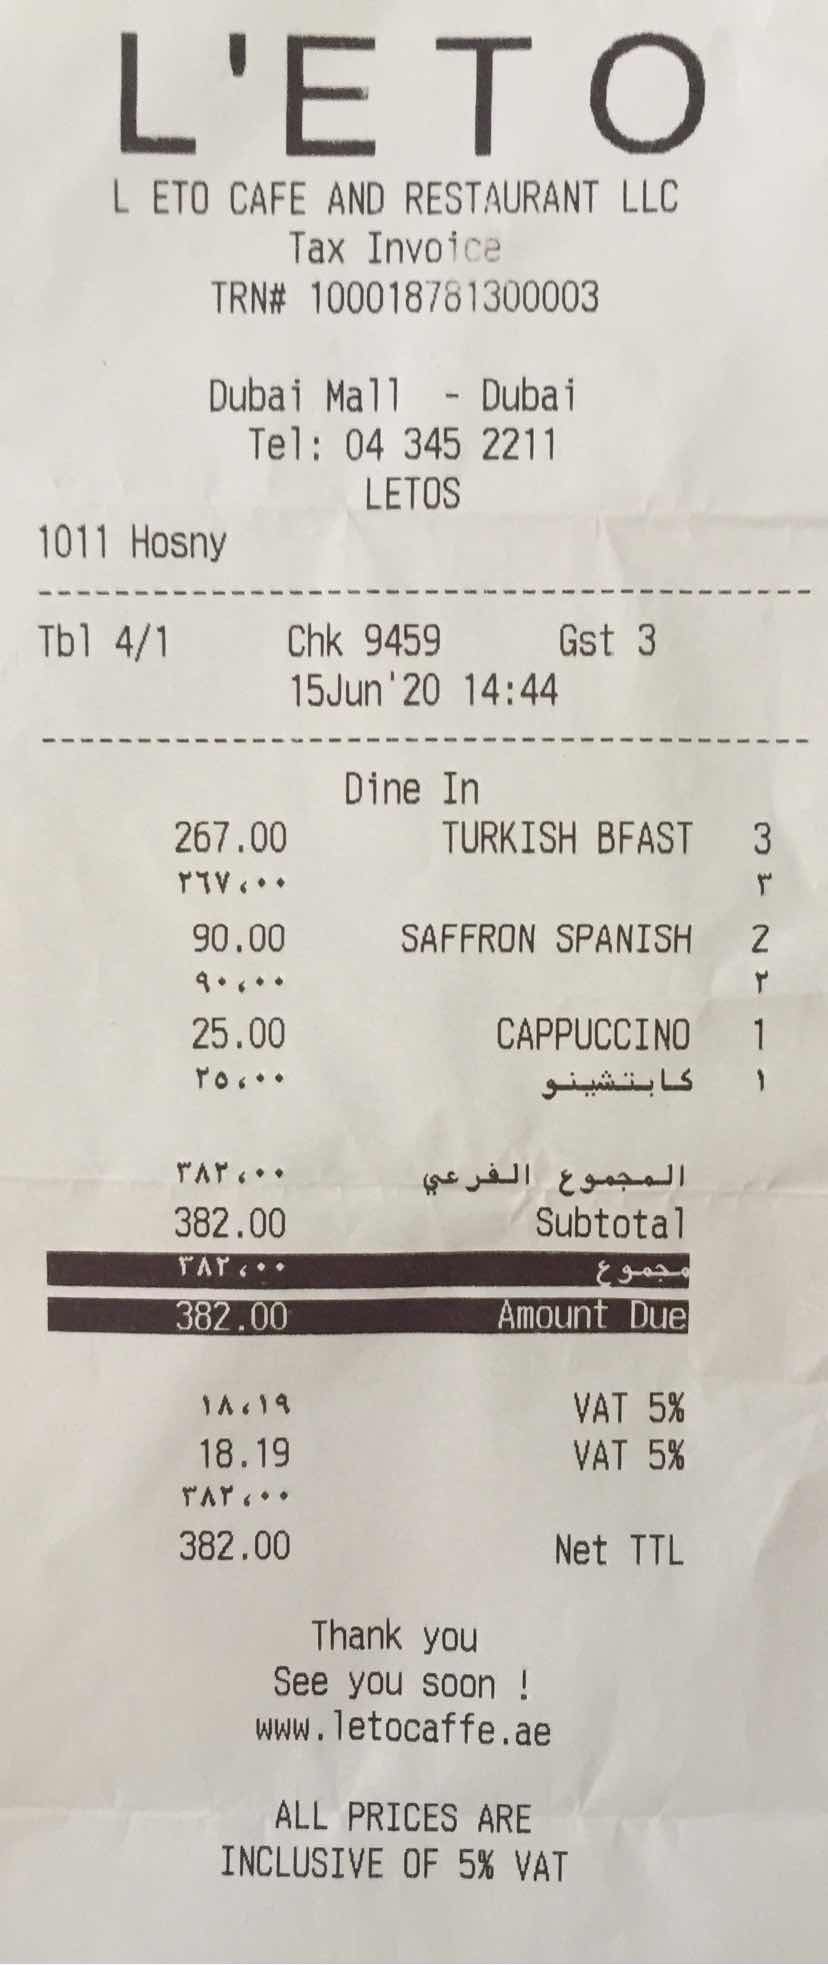 L'ETO
L ETO CAFE AND RESTAURANT LLC
Tax Invoice
TRN# 100018781300003
Dubai Mall - Dubai
Tel: 04 345 2211
LETOS
1011 Hosny
Tbl 4/1 Chk 9459 Gst 3
15Jun'20 14:44
Dine In
267.00 TURKISH BFAST 3
٢٦٧،٠٠ ٣
90.00 SAFFRON SPANISH 2
٩٠،٠٠ ٢
25.00 CAPPUCCINO 1
٢٥،٠٠ كابتشينو ١
٣٨٢،٠٠ المجموع الفرعي
382.00 Subtotal
٣٨٢،٠٠ مجموع
382.00 Amount Due
١٨،١٩ VAT 5%
18.19 VAT 5%
٣٨٢،٠٠
382.00 Net TTL
Thank you
See you soon !
www.letocaffe.ae
ALL PRICES ARE
INCLUSIVE OF 5% VAT